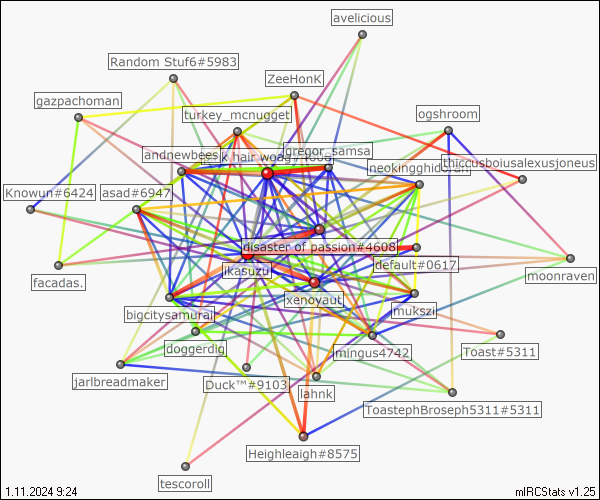 avelicious
Random Stuf6#5983
ZeeHonK
gazpachoman
turkey_mcnugget
ogshroom
gregor_samsa
andnewbees
hair
neokingghidorah
thiccusboiusalexusjoneus
Knowun#6424
asad#6947
disaster of passion#4608
default#0617
ikasuzu
facadas.
moonraven
xenoyaut
bigcitysamurai
mukszi
doggerdig
mingus4742
Toast#5311
jarlbreadmaker
Duck™#9103
lahnk
ToastephBroseph5311#5311
Heighleaigh#8575
tescoroll
1.11.2024 9:24
mIRCStats v1.25